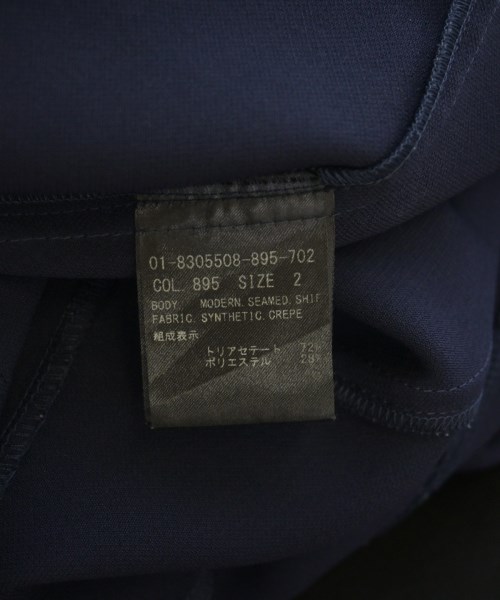 01-8305508-895-702
COL. 895 SIZE 2
BODY. MODERN. SEAMED. SHIF
FABRIC. SYNTHETIC. CREPE
組成表示
トリアセテート 72%
ポリエステル 28%